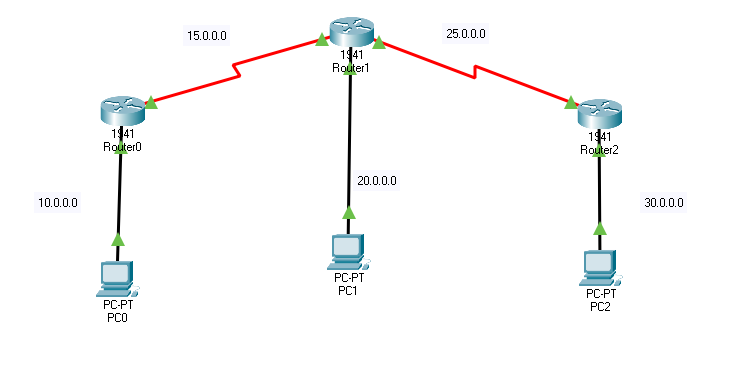 15.0.0.0
25.0.0.0
1941
Router1
1941
Router0
1941
Router2
10.0.0.0
20.0.0.0
30.0.0.0
PC-PT
PC0
PC-PT
PC1
PC-PT
PC2